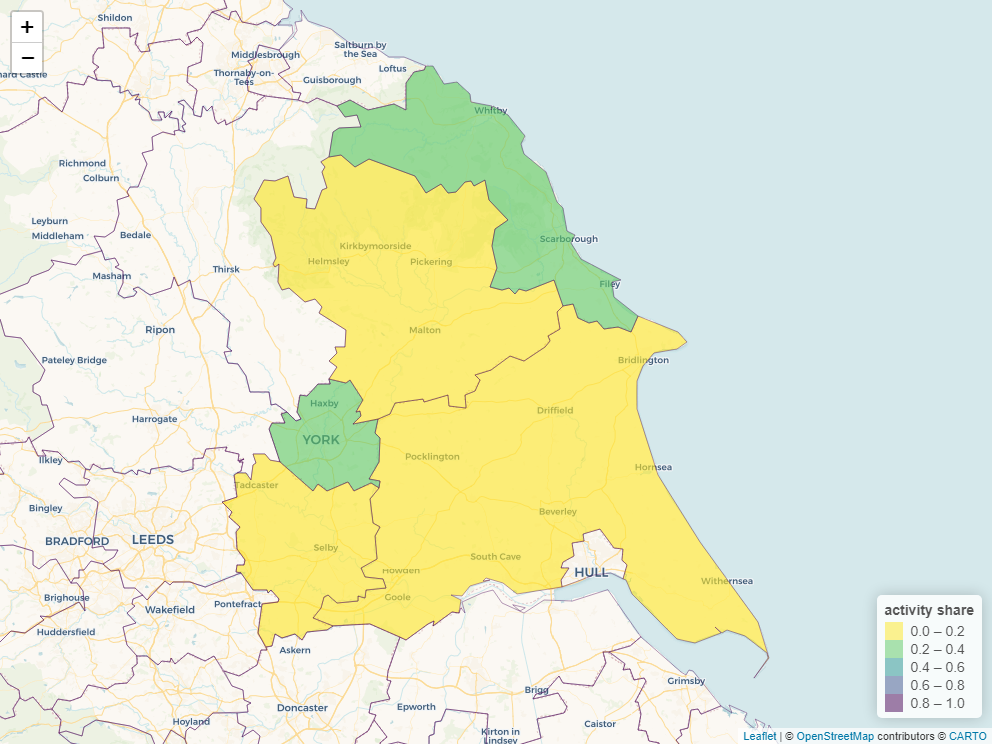 +
−
Shildon
Saltburn by
the Sea
Middlesbrough
Loftus
Thornaby-on-
Tees
Guisborough
ard Castle
Whitby
Richmond
Colburn
Leyburn
Middleham
Bedale
Scarborough
Kirkbymoorside
Helmsley
Pickering
Thirsk
Masham
Filey
Ripon
Malton
Pateley Bridge
Bridlington
Haxby
Driffield
Harrogate
YORK
Pocklington
Ilkley
Hornsea
Tadcaster
Bingley
Beverley
BRADFORD
LEEDS
Selby
South Cave
Howden
HULL
Withernsea
Brighouse
Goole
Wakefield
Pontefract
Huddersfield
Askern
Grimsby
Brigg
Doncaster
Epworth
Hoyland
Caistor
Kirton in
Lindsey
activity share
0.0 – 0.2
0.2 – 0.4
0.4 – 0.6
0.6 – 0.8
0.8 – 1.0
Leaflet | © OpenStreetMap contributors © CARTO